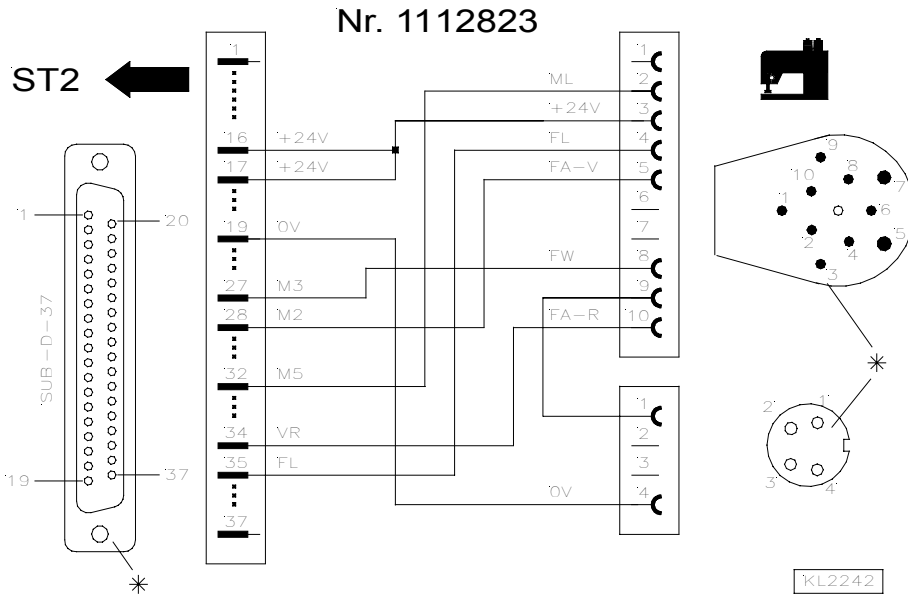 Nr. 1112823
ST2
1
16 +24V
17 +24V
19 0V
27 M3
28 M2
32 M5
34 VR
35 FL
37
1
2 ML
3 +24V
4 FL
5 FA-V
6
7
8 FW
9
10 FA-R
1
2
3
4 0V
SUB-D-37
1
20
19
37
9
8
7
10
1
6
2
5
4
3
2
1
3
4
KL2242